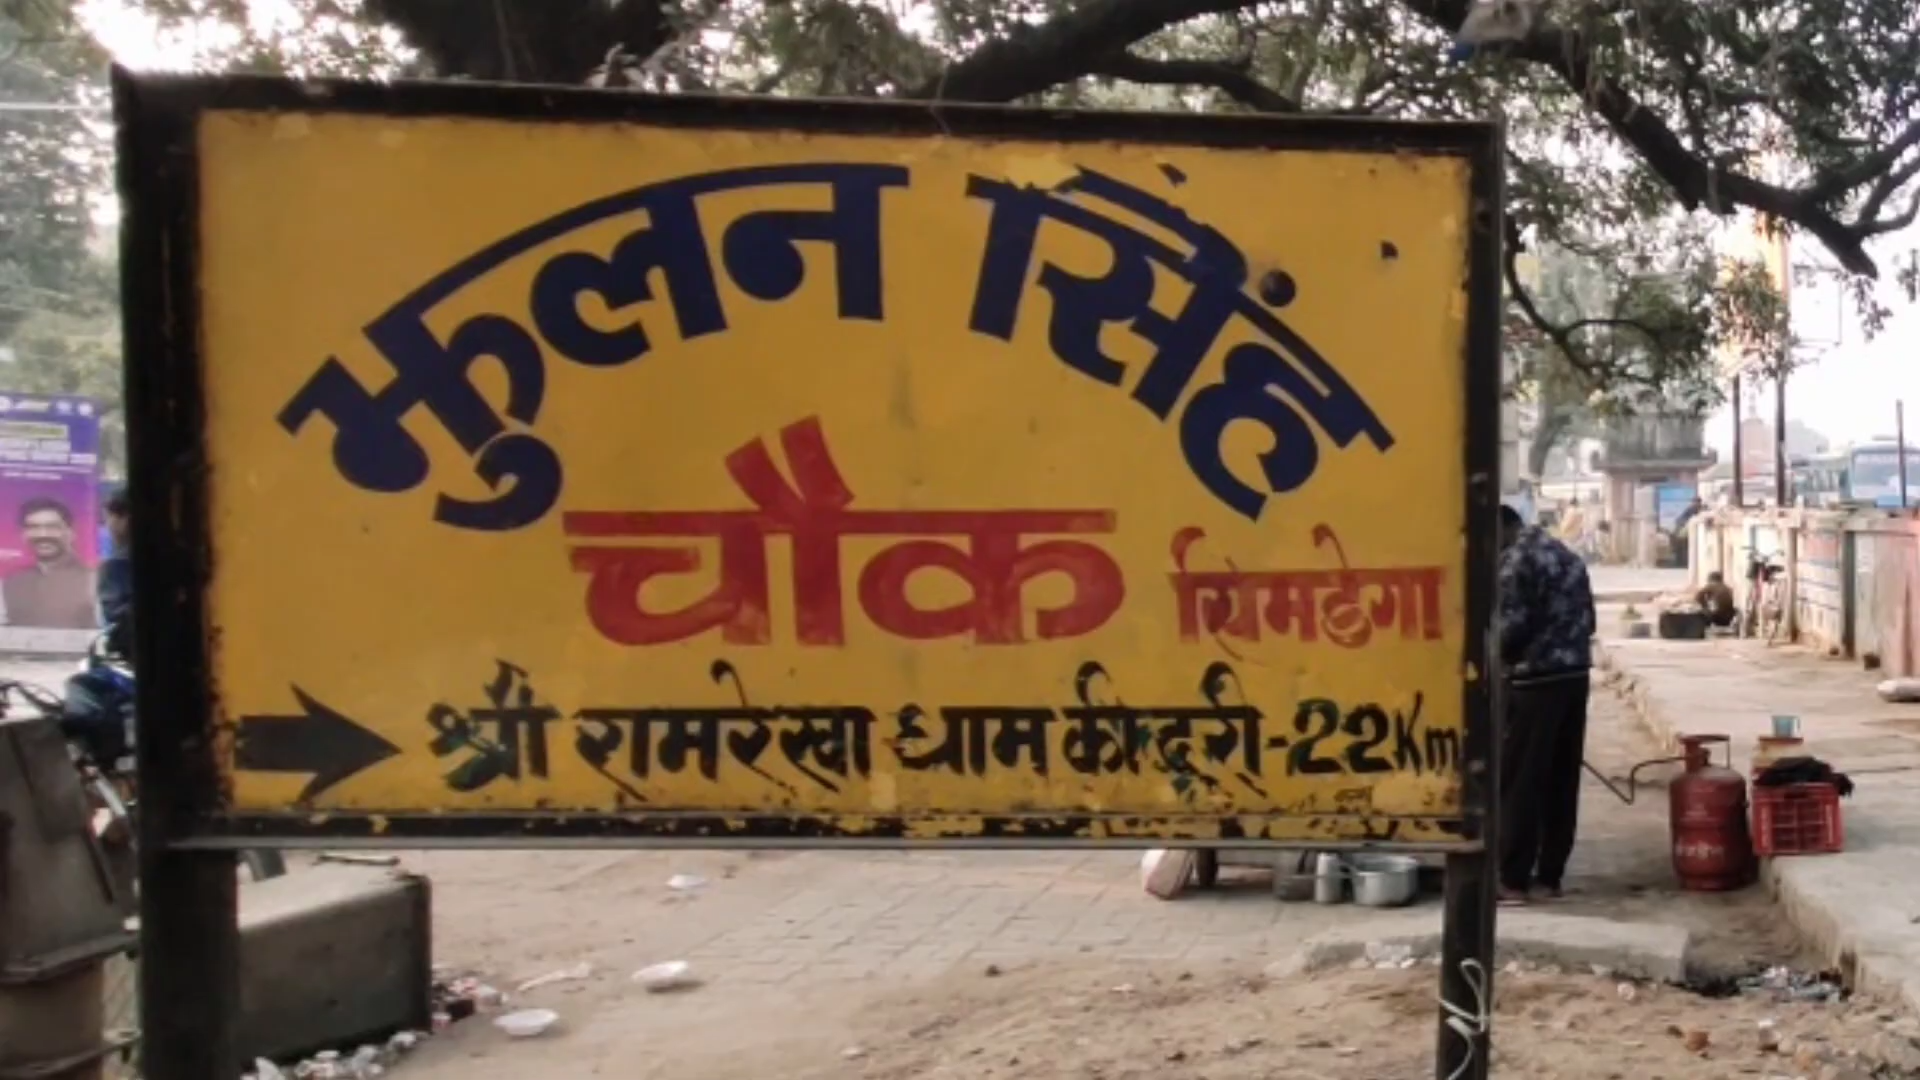 झुलन सिंह
चौक सिमडेगा
श्री रामरेखा धाम की दुरी-22Km